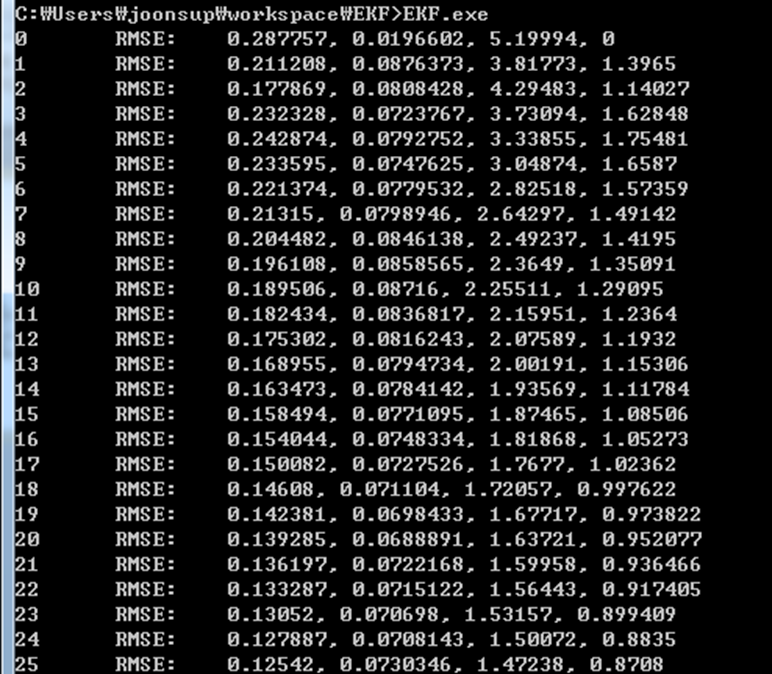 C:₩Users₩joonsup₩workspace₩EKF>EKF.exe
0 RMSE: 0.287757, 0.0196602, 5.19994, 0
1 RMSE: 0.211208, 0.0876373, 3.81773, 1.3965
2 RMSE: 0.177869, 0.0808428, 4.29483, 1.14027
3 RMSE: 0.232328, 0.0723767, 3.73094, 1.62848
4 RMSE: 0.242874, 0.0792752, 3.33855, 1.75481
5 RMSE: 0.233595, 0.0747625, 3.04874, 1.6587
6 RMSE: 0.221374, 0.0779532, 2.82518, 1.57359
7 RMSE: 0.21315, 0.0798946, 2.64297, 1.49142
8 RMSE: 0.204482, 0.0846138, 2.49237, 1.4195
9 RMSE: 0.196108, 0.0858565, 2.3649, 1.35091
10 RMSE: 0.189506, 0.08716, 2.25511, 1.29095
11 RMSE: 0.182434, 0.0836817, 2.15951, 1.2364
12 RMSE: 0.175302, 0.0816243, 2.07589, 1.1932
13 RMSE: 0.168955, 0.0794734, 2.00191, 1.15306
14 RMSE: 0.163473, 0.0784142, 1.93569, 1.11784
15 RMSE: 0.158494, 0.0771095, 1.87465, 1.08506
16 RMSE: 0.154044, 0.0748334, 1.81868, 1.05273
17 RMSE: 0.150082, 0.0727526, 1.7677, 1.02362
18 RMSE: 0.14608, 0.071104, 1.72057, 0.997622
19 RMSE: 0.142381, 0.0698433, 1.67717, 0.973822
20 RMSE: 0.139285, 0.0688891, 1.63721, 0.952077
21 RMSE: 0.136197, 0.0722168, 1.59958, 0.936466
22 RMSE: 0.133287, 0.0715122, 1.56443, 0.917405
23 RMSE: 0.13052, 0.070698, 1.53157, 0.899409
24 RMSE: 0.127887, 0.0708143, 1.50072, 0.8835
25 RMSE: 0.12542, 0.0730346, 1.47238, 0.8708